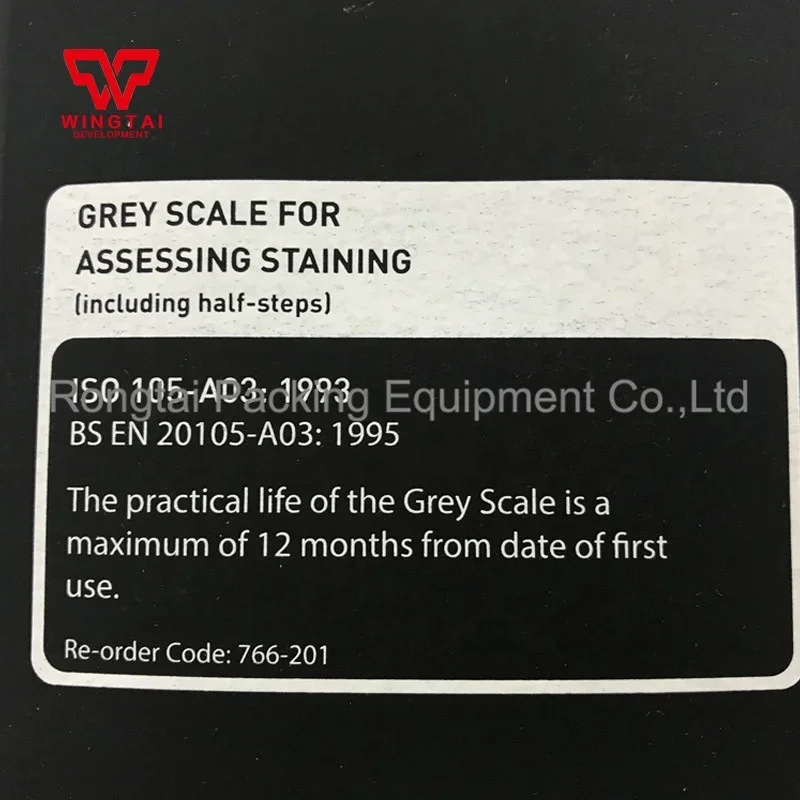 WINGTAI
DEVELOPMENT
GREY SCALE FOR
ASSESSING STAINING
(including half-steps)
ISO 105-A03: 1993
Rongtai Packing Equipment Co.,Ltd
BS EN 20105-A03: 1995
The practical life of the Grey Scale is a
maximum of 12 months from date of first
use.
Re-order Code: 766-201